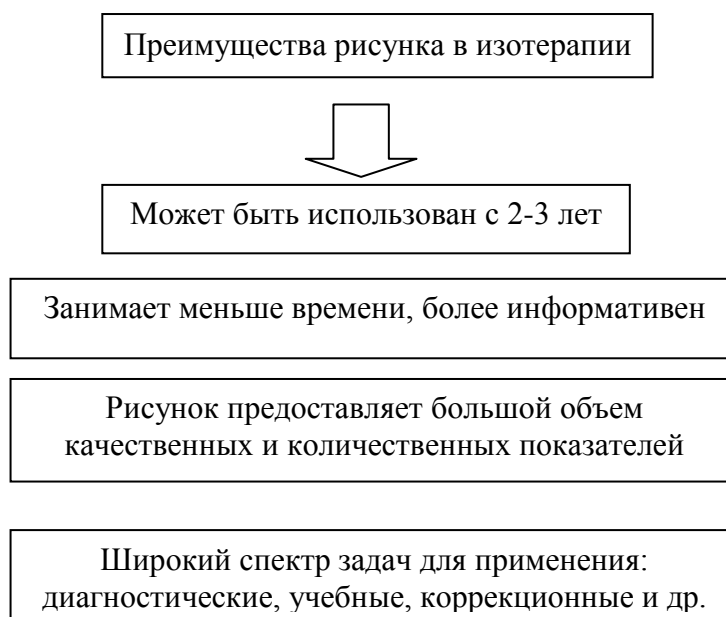 Преимущества рисунка в изотерапии
Может быть использован с 2-3 лет
Занимает меньше времени, более информативен
Рисунок предоставляет большой объем
качественных и количественных показателей
Широкий спектр задач для применения:
диагностические, учебные, коррекционные и др.